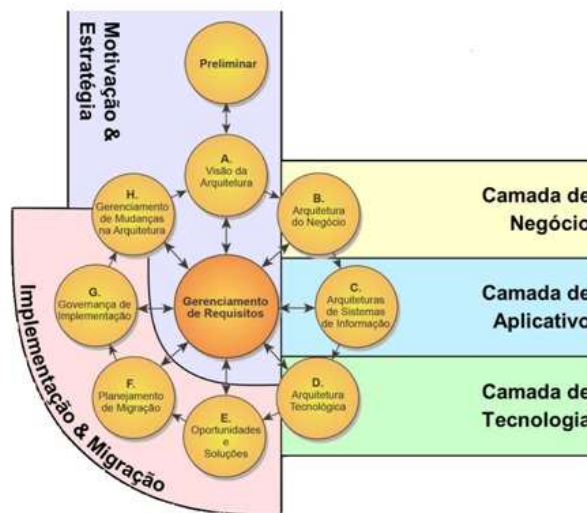 Motivação &
Estratégia
Preliminar
A.
Visão da
Arquitetura
H.
Gerenciamento
de Mudanças
na Arquitetura
B.
Arquitetura
do Negócio
Camada de
Negócio
G.
Governança de
Implementação
Gerenciamento
de Requisitos
C.
Arquiteturas
de Sistemas
de Informação
Camada de
Aplicativo
F.
Planejamento
de Migração
D.
Arquitetura
Tecnológica
E.
Oportunidades
e
Soluções
Camada de
Tecnologia
Implementação & Migração